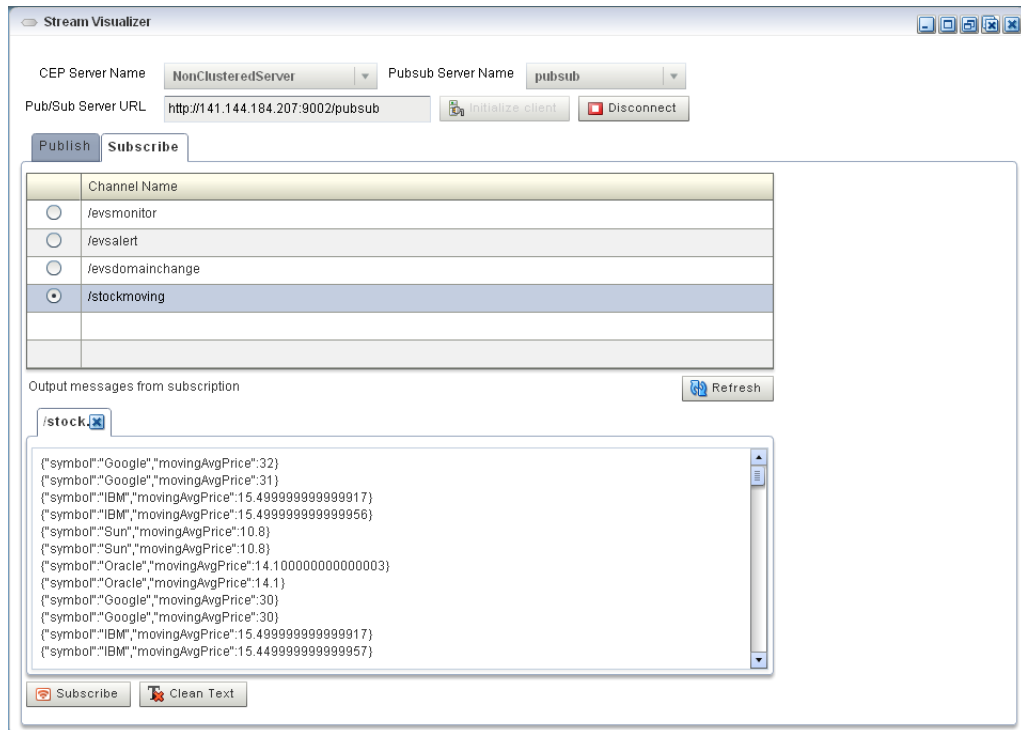 Stream Visualizer
CEP Server Name NonClusteredServer Pubsub Server Name pubsub
Pub/Sub Server URL http://141.144.184.207:9002/pubsub Initialize client Disconnect
Publish Subscribe
Channel Name
/evsmonitor
/evsalert
/evsdomainchange
/stockmoving
Output messages from subscription Refresh
/stock.
{"symbol":"Google","movingAvgPrice":32}
{"symbol":"Google","movingAvgPrice":31}
{"symbol":"IBM","movingAvgPrice":15.499999999999917}
{"symbol":"IBM","movingAvgPrice":15.499999999999956}
{"symbol":"Sun","movingAvgPrice":10.8}
{"symbol":"Sun","movingAvgPrice":10.8}
{"symbol":"Oracle","movingAvgPrice":14.100000000000003}
{"symbol":"Oracle","movingAvgPrice":14.1}
{"symbol":"Google","movingAvgPrice":30}
{"symbol":"Google","movingAvgPrice":30}
{"symbol":"IBM","movingAvgPrice":15.499999999999917}
{"symbol":"IBM","movingAvgPrice":15.449999999999957}
Subscribe Clean Text